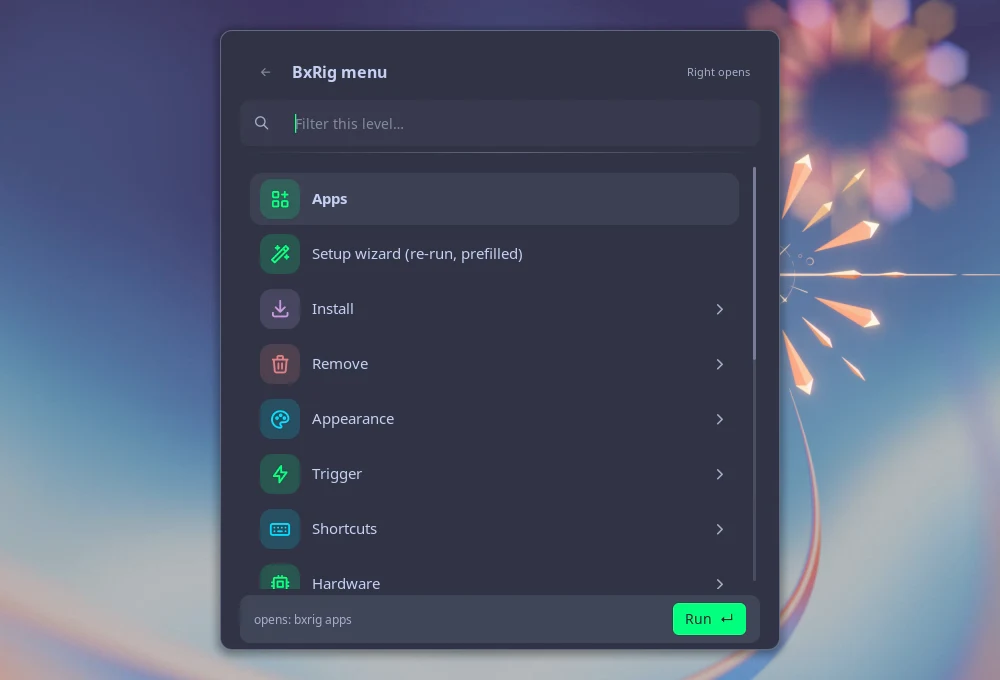 BxRig menu
Right opens
Filter this level...
Apps
Setup wizard (re-run, prefilled)
Install
Remove
Appearance
Trigger
Shortcuts
Hardware
opens: bxrig apps
Run